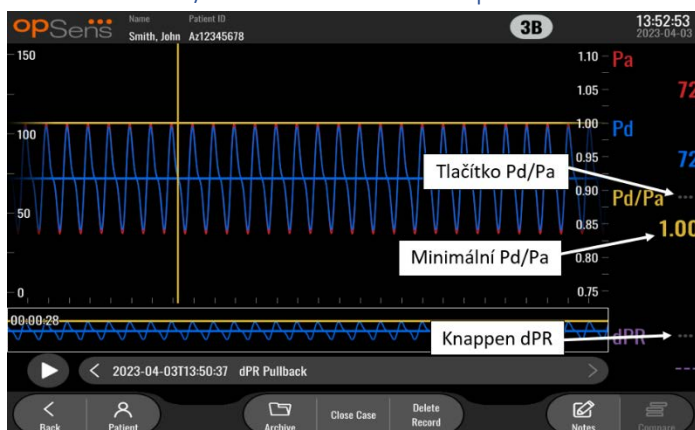 opSens
Name Patient ID
Smith, John Az12345678
3B
13:52:53
2023-04-03
150
100
50
0
1.10
1.05
1.00
0.95
0.90
0.85
0.80
0.75
Pa
72
Pd
72
Pd/Pa ---
1.00
dPR ---
---
Tlačítko Pd/Pa
Minimální Pd/Pa
Knappen dPR
00:00:28
2023-04-03T13:50:37 dPR Pullback
Back
Patient
Archive
Close Case
Delete
Record
Notes
Compare